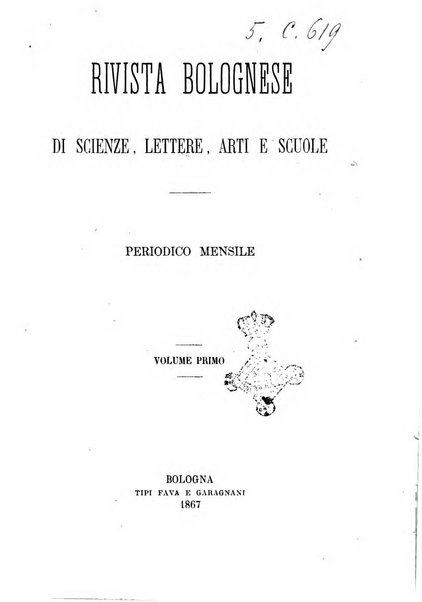 5. C. 619
RIVISTA BOLOGNESE
DI SCIENZE, LETTERE, ARTI E SCUOLE
PERIODICO MENSILE
VOLUME PRIMO
BOLOGNA
TIPI FAVA E GARAGNANI
1867